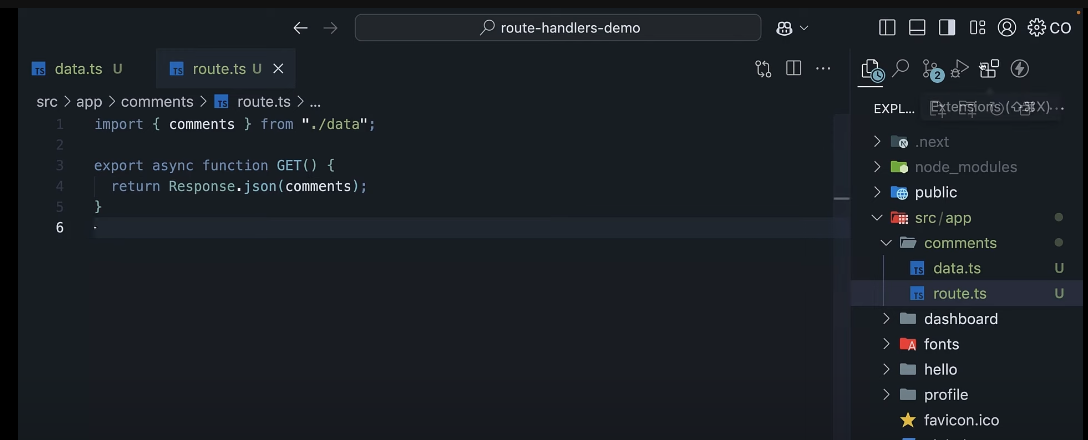 route-handlers-demo
CO
data.ts U
route.ts U
src > app > comments > route.ts > ...
1 import { comments } from "./data";
2
3 export async function GET() {
4 return Response.json(comments);
5 }
6
EXPL...
Extensions (⇧⌘X)
.next
node_modules
public
src/app
comments
data.ts U
route.ts U
dashboard
fonts
hello
profile
favicon.ico
2